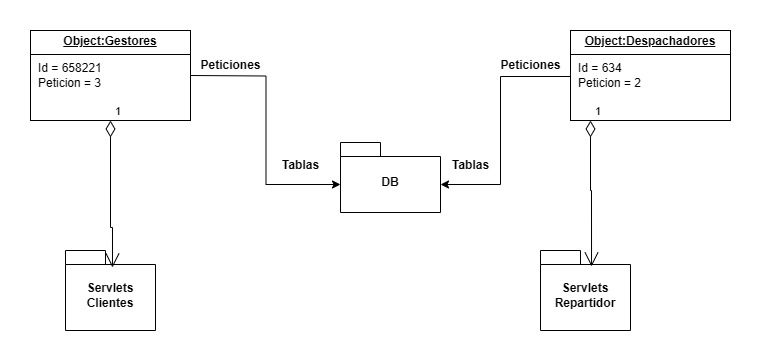 Object:Gestores
Id = 658221
Peticion = 3
1
Peticiones
Tablas
Object:Despachadores
Id = 634
Peticion = 2
1
Peticiones
Tablas
DB
Servlets
Clientes
Servlets
Repartidor